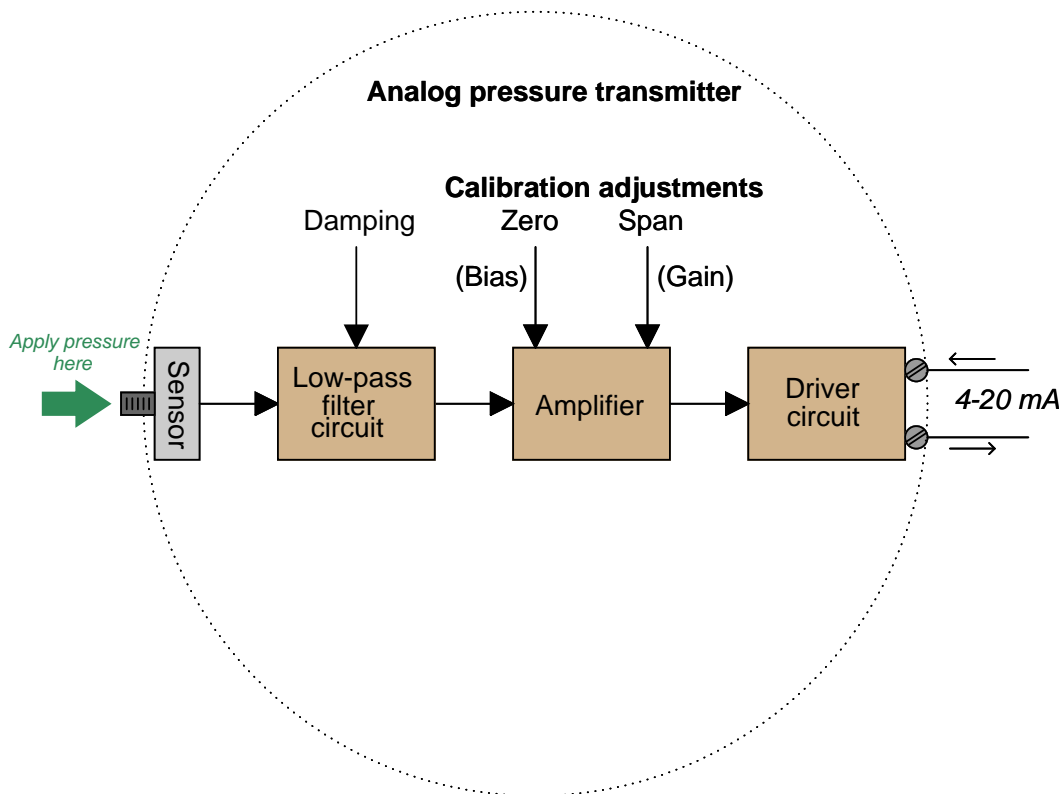 Analog pressure transmitter
Calibration adjustments
Damping
Zero
Span
(Bias)
(Gain)
Apply pressure
here
Sensor
Low-pass
filter
circuit
Amplifier
Driver
circuit
4-20 mA